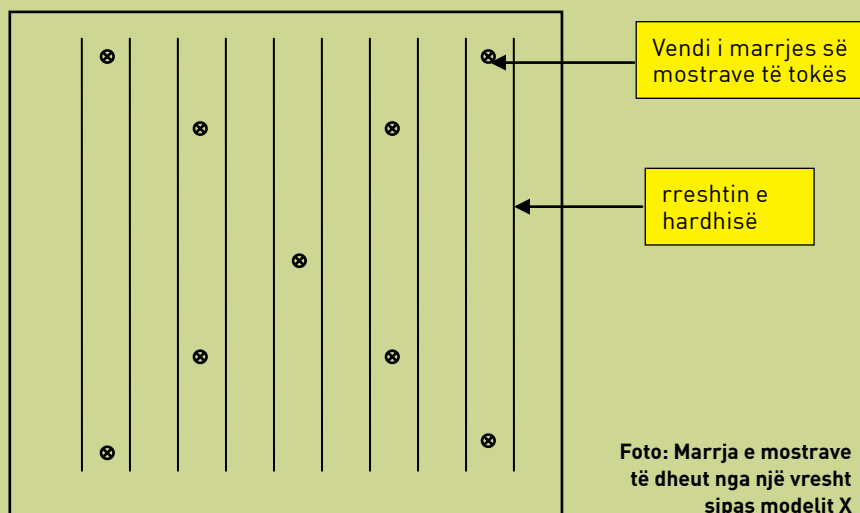 Vendi i marrjes së
mostrave të tokës
rreshtin e
hardhisë
Foto: Marrja e mostrave
të dheut nga një vresht
sipas modelit X